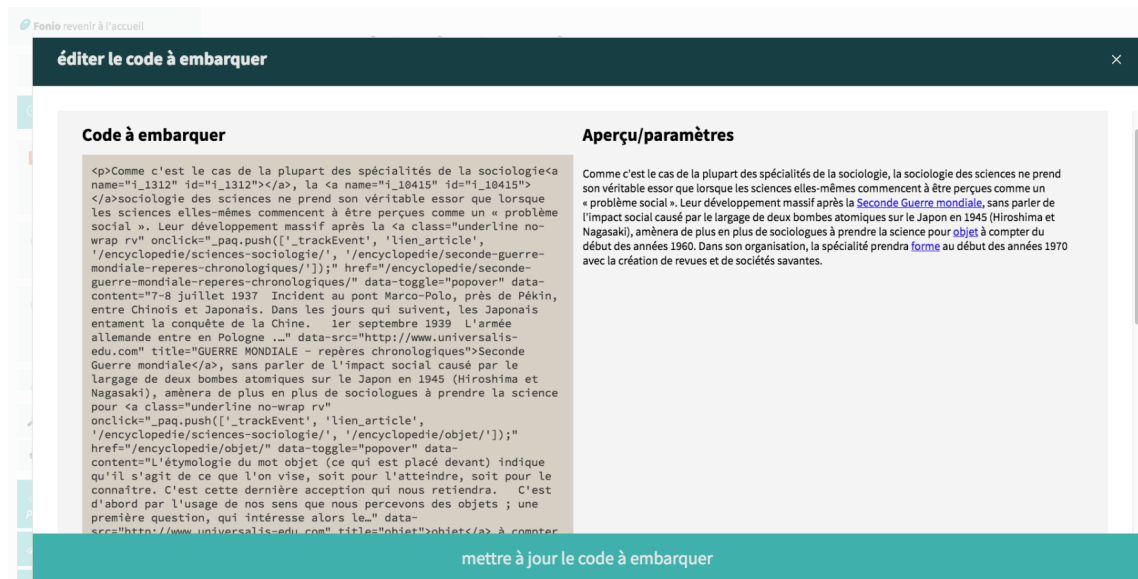 Fonio revenir à l'accueil
éditer le code à embarquer
×
Code à embarquer
<p>Comme c'est le cas de la plupart des spécialités de la sociologie<a
name="i_1312" id="i_1312"></a>, la <a name="i_10415" id="i_10415">
</a>sociologie des sciences ne prend son véritable essor que lorsque
les sciences elles-mêmes commencent à être perçues comme un « problème
social ». Leur développement massif après la <a class="underline no-
wrap rv" onclick="_paq.push(['_trackEvent', 'lien_article',
'/encyclopedie/sciences-sociologie/', '/encyclopedie/seconde-guerre-
mondiale-reperes-chronologiques/']);" href="/encyclopedie/seconde-
guerre-mondiale-reperes-chronologiques/" data-toggle="popover" data-
content="7-8 juillet 1937  Incident au pont Marco-Polo, près de Pékin,
entre Chinois et Japonais. Dans les jours qui suivent, les Japonais
entament la conquête de la Chine.   1er septembre 1939  L'armée
allemande entre en Pologne …" data-src="http://www.universalis-
edu.com" title="GUERRE MONDIALE - repères chronologiques">Seconde
Guerre mondiale</a>, sans parler de l'impact social causé par le
largage de deux bombes atomiques sur le Japon en 1945 (Hiroshima et
Nagasaki), amènera de plus en plus de sociologues à prendre la science
pour <a class="underline no-wrap rv"
onclick="_paq.push(['_trackEvent', 'lien_article',
'/encyclopedie/sciences-sociologie/', '/encyclopedie/objet/']);"
href="/encyclopedie/objet/" data-toggle="popover" data-
content="L'étymologie du mot objet (ce qui est placé devant) indique
qu'il s'agit de ce que l'on vise, soit pour l'atteindre, soit pour le
connaître. C'est cette dernière acception qui nous retiendra.   C'est
d'abord par l'usage de nos sens que nous percevons des objets ; une
première question, qui intéresse alors le…" data-
src="http://www.universalis-edu.com" title="objet">objet</a> à compter
Aperçu/paramètres
Comme c'est le cas de la plupart des spécialités de la sociologie, la sociologie des sciences ne prend
son véritable essor que lorsque les sciences elles-mêmes commencent à être perçues comme un
« problème social ». Leur développement massif après la Seconde Guerre mondiale, sans parler de
l'impact social causé par le largage de deux bombes atomiques sur le Japon en 1945 (Hiroshima et
Nagasaki), amènera de plus en plus de sociologues à prendre la science pour objet à compter du
début des années 1960. Dans son organisation, la spécialité prendra forme au début des années 1970
avec la création de revues et de sociétés savantes.
mettre à jour le code à embarquer